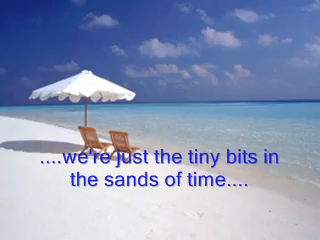 ....we're just the tiny bits in
the sands of time....